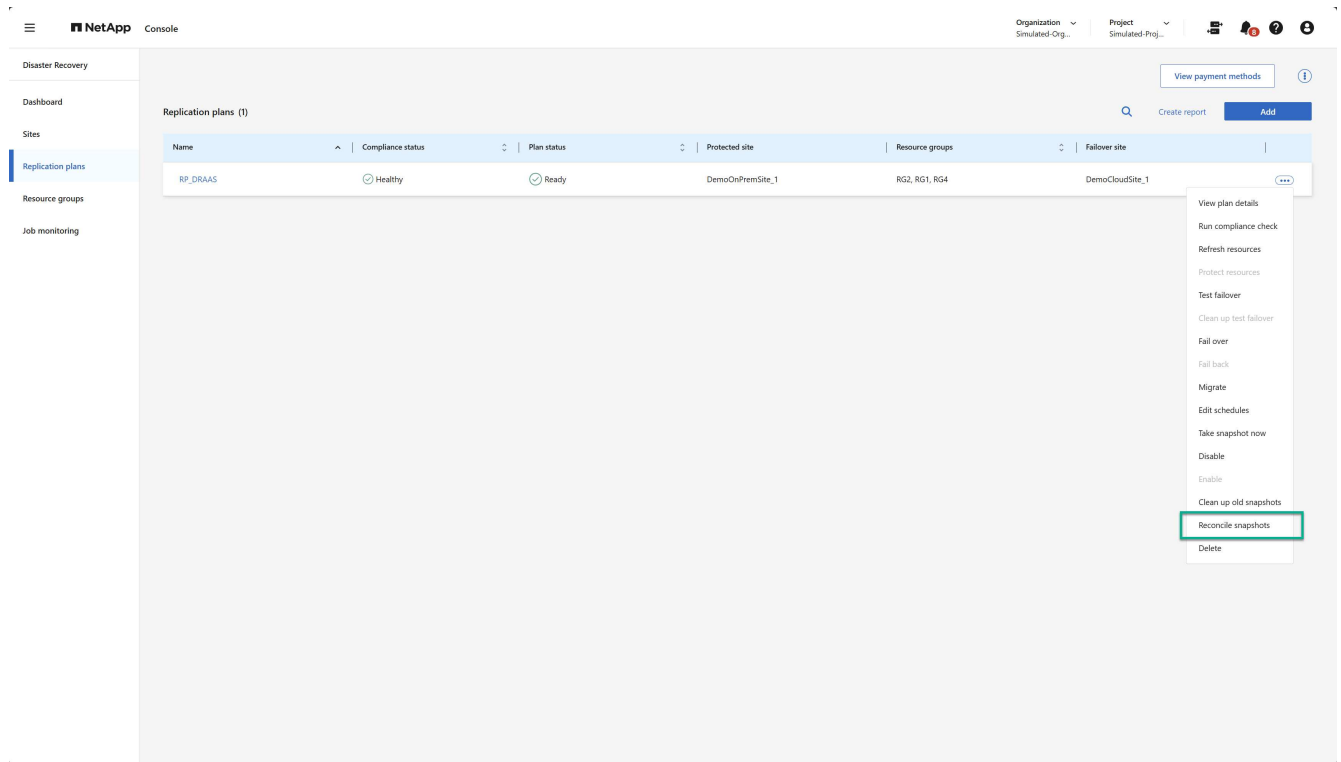 NetApp Console
Organization
Simulated-Org...
Project
Simulated-Proj...
8
Disaster Recovery
Dashboard
Sites
Replication plans
Resource groups
Job monitoring
View payment methods
Replication plans (1)
Create report
Add
Name Compliance status Plan status Protected site Resource groups Failover site
RP_DRAAS Healthy Ready DemoOnPremSite_1 RG2, RG1, RG4 DemoCloudSite_1
View plan details
Run compliance check
Refresh resources
Protect resources
Test failover
Clean up test failover
Fail over
Fail back
Migrate
Edit schedules
Take snapshot now
Disable
Enable
Clean up old snapshots
Reconcile snapshots
Delete